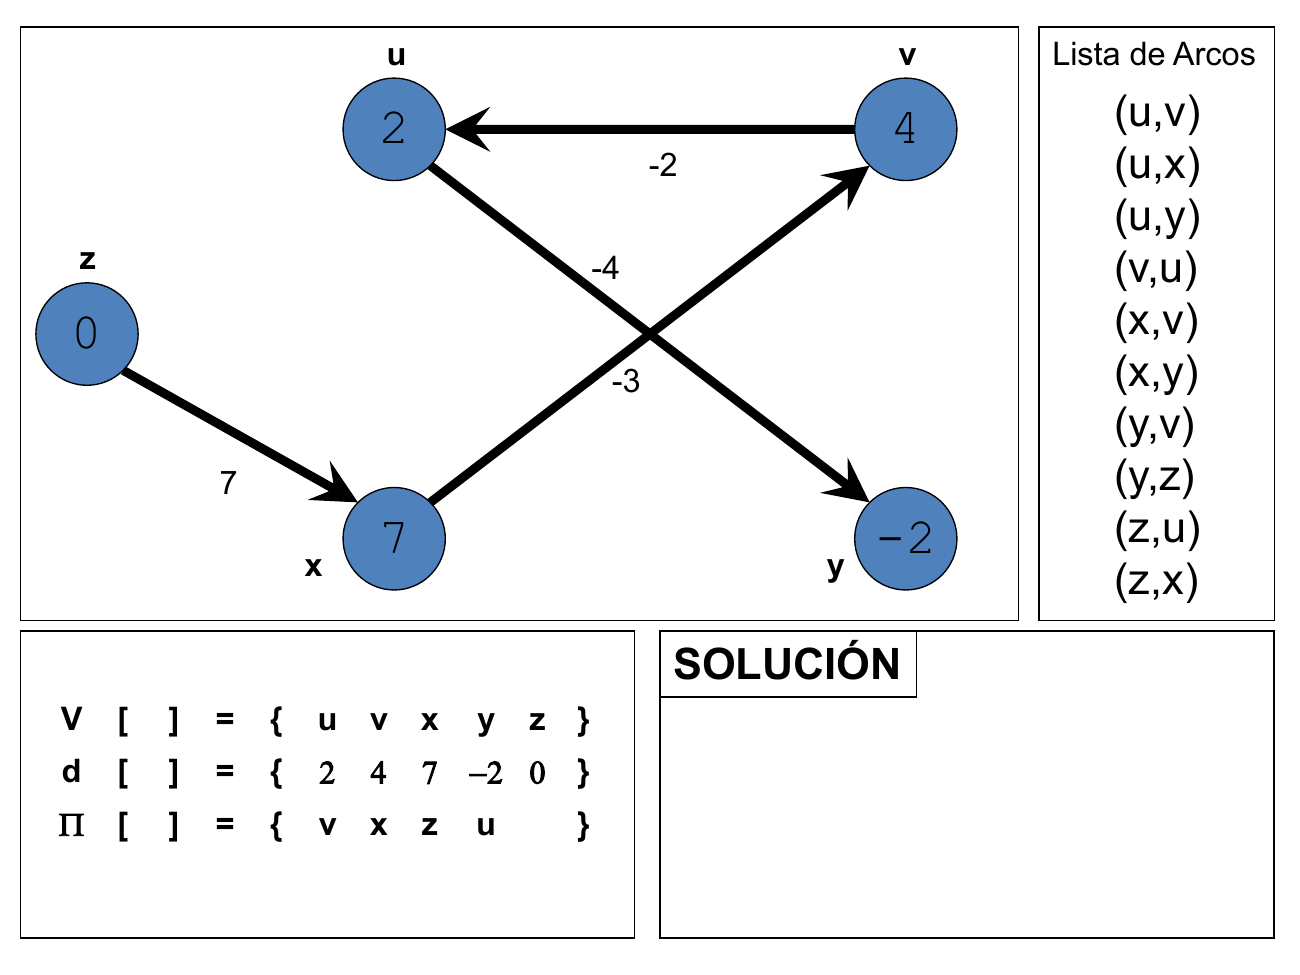 u
v
2
4
-2
-4
z
0
-3
7
x
7
y
-2
Lista de Arcos
(u,v)
(u,x)
(u,y)
(v,u)
(x,v)
(x,y)
(y,v)
(y,z)
(z,u)
(z,x)
V [ ] = { u v x y z }
d [ ] = { 2 4 7 –2 0 }
Π [ ] = { v x z u }
SOLUCIÓN